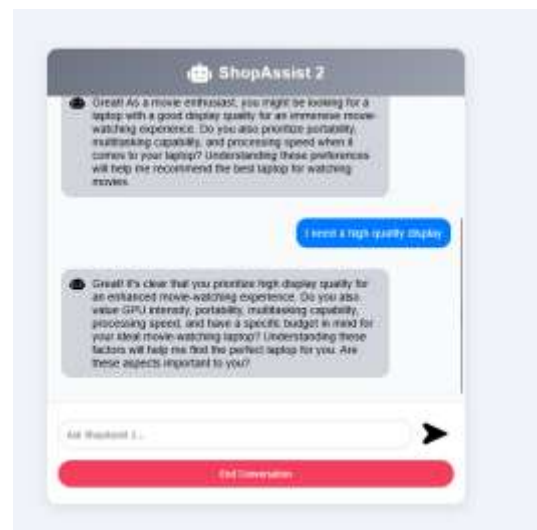 ShopAssist 2
Great! As a movie enthusiast, you might be looking for a
laptop with a good display quality for an immersive movie-
watching experience. Do you also prioritize portability,
multitasking capability, and processing speed when it
comes to your laptop? Understanding these preferences
will help me recommend the best laptop for watching
movies.
I need a high quality display
Great! It's clear that you prioritize high display quality for
an enhanced movie-watching experience. Do you also
value GPU intensity, portability, multitasking capability,
processing speed, and have a specific budget in mind for
your ideal movie-watching laptop? Understanding these
factors will help me find the perfect laptop for you. Are
these aspects important to you?
Ask ShopAssist 2...
End Conversation